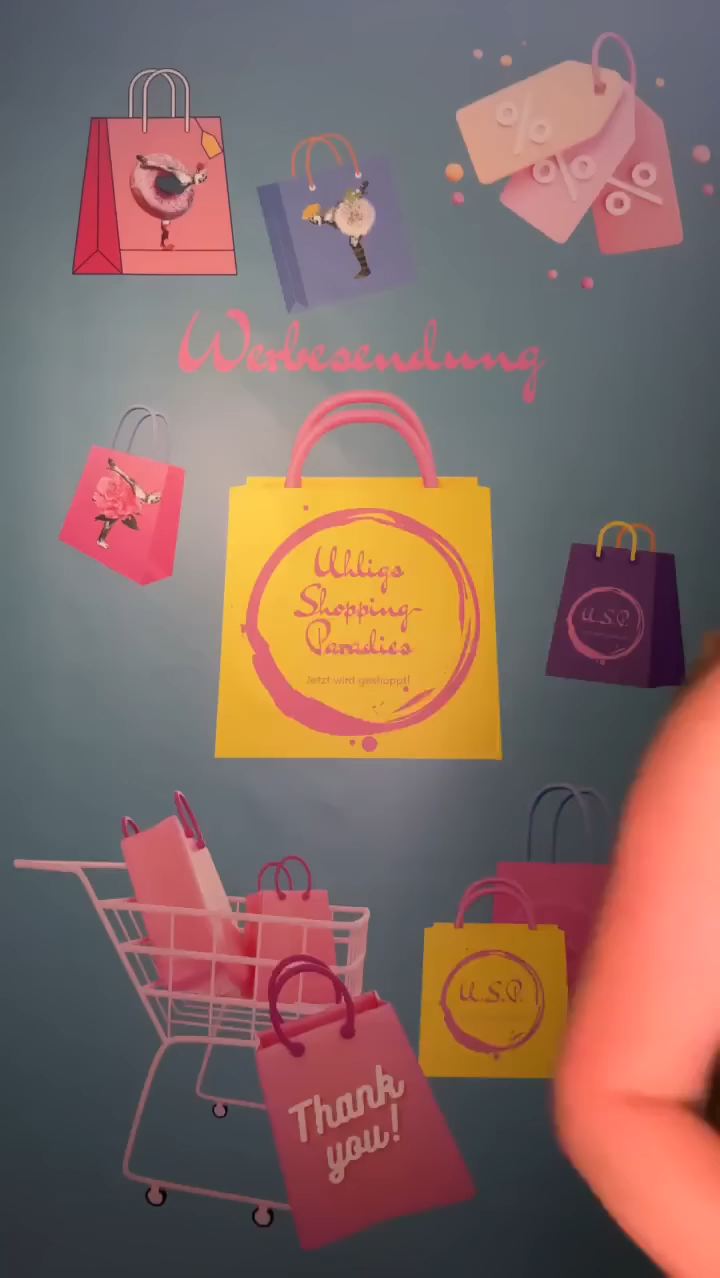 % % %
Werbesendung
Uhligs
Shopping-
Paradies
Jetzt wird geshoppt!
U.S.P.
U.S.P.
Thank
you!